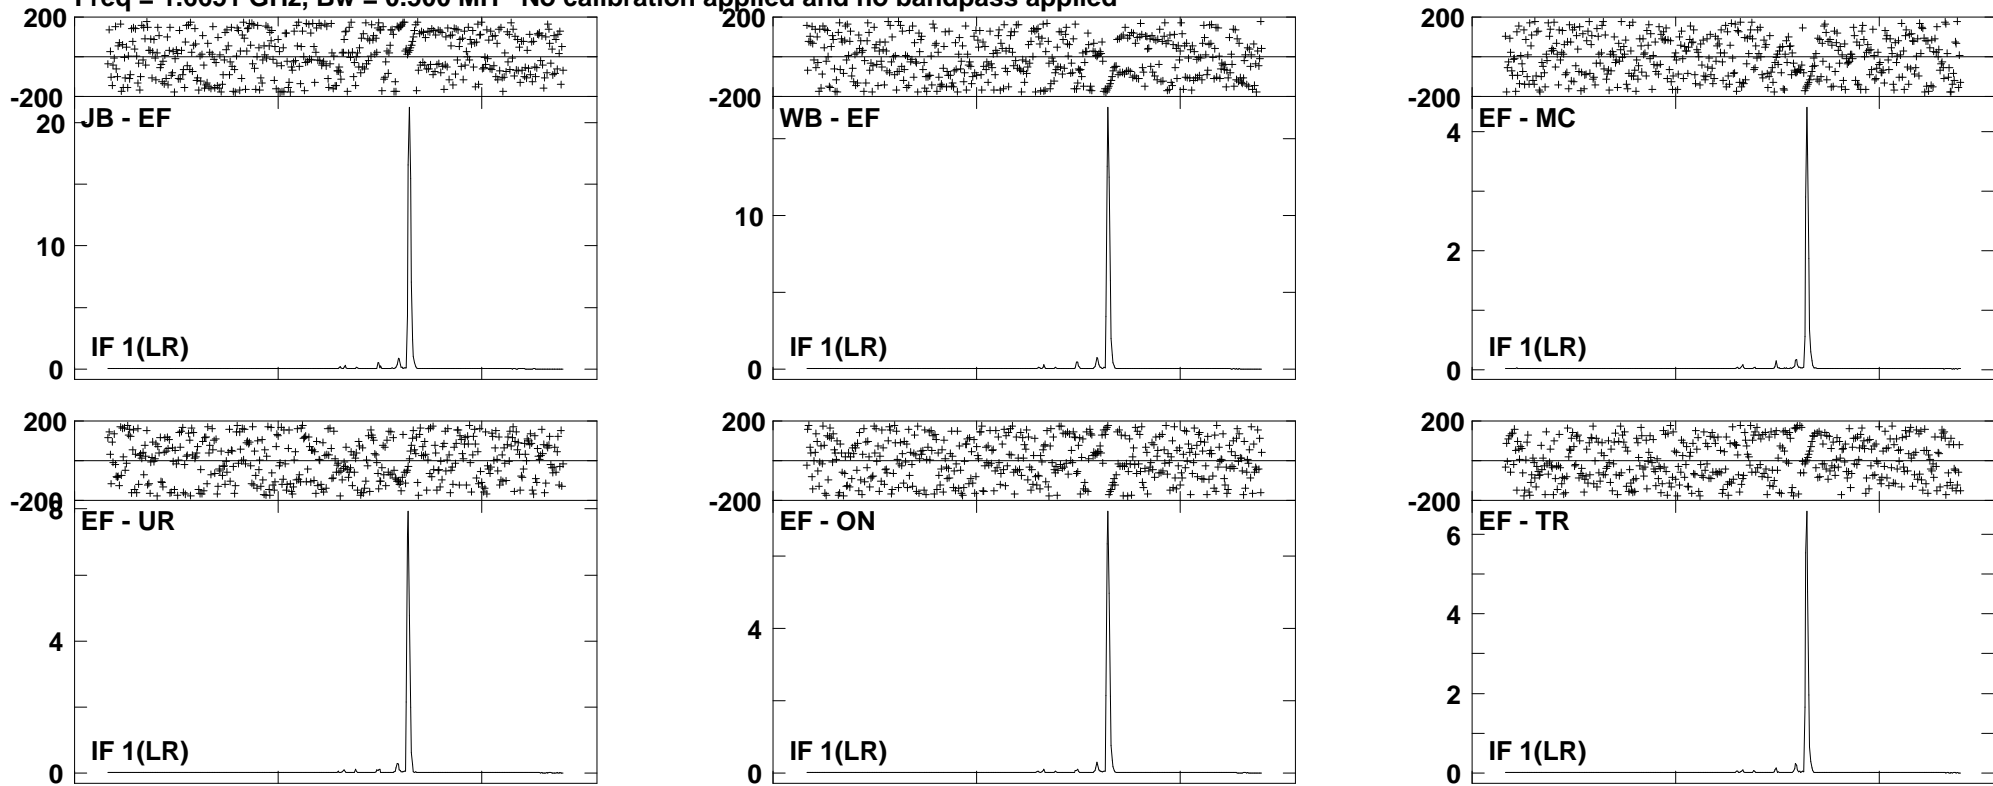 Freq = 1.6651 GHz, Bw = 0.500 MH No calibration applied and no bandpass applied
200
-200
20
10
0
JB - EF
IF 1(LR)
10
0
WB - EF
IF 1(LR)
200
-200
4
2
0
EF - MC
IF 1(LR)
200
-200
8
4
0
EF - UR
IF 1(LR)
200
-200
4
0
EF - ON
IF 1(LR)
200
-200
6
4
2
0
EF - TR
IF 1(LR)